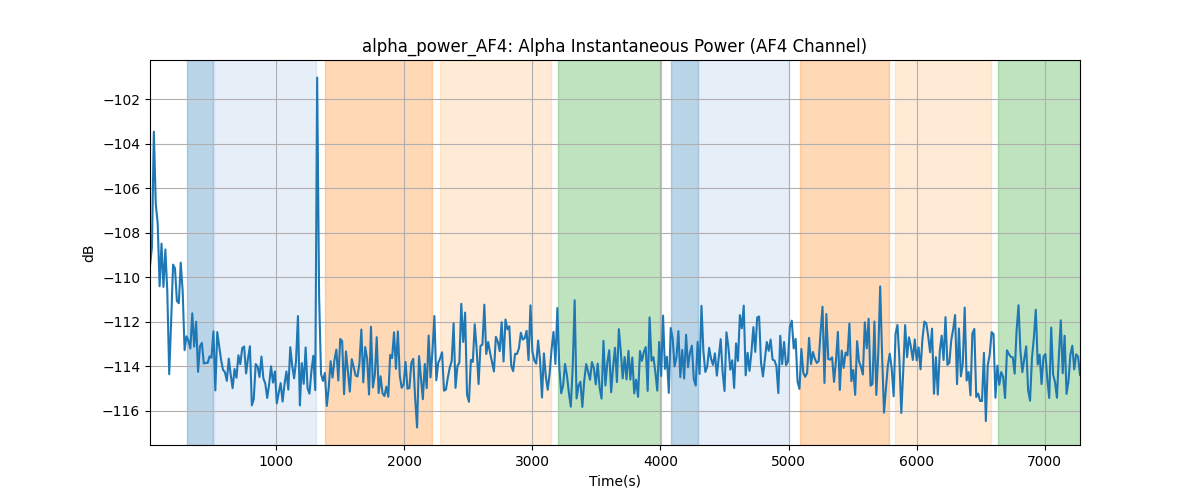 alpha_power_AF4: Alpha Instantaneous Power (AF4 Channel)
−102
−104
−106
−108
−110
−112
−114
−116
dB
1000 2000 3000 4000 5000 6000 7000
Time(s)